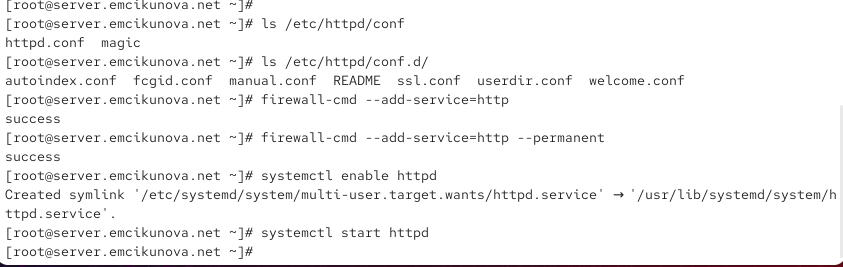 [root@server.emcikunova.net ~]#
[root@server.emcikunova.net ~]# ls /etc/httpd/conf
httpd.conf  magic
[root@server.emcikunova.net ~]# ls /etc/httpd/conf.d/
autoindex.conf  fcgid.conf  manual.conf  README  ssl.conf  userdir.conf  welcome.conf
[root@server.emcikunova.net ~]# firewall-cmd --add-service=http
success
[root@server.emcikunova.net ~]# firewall-cmd --add-service=http --permanent
success
[root@server.emcikunova.net ~]# systemctl enable httpd
Created symlink '/etc/systemd/system/multi-user.target.wants/httpd.service' → '/usr/lib/systemd/system/h
ttpd.service'.
[root@server.emcikunova.net ~]# systemctl start httpd
[root@server.emcikunova.net ~]#